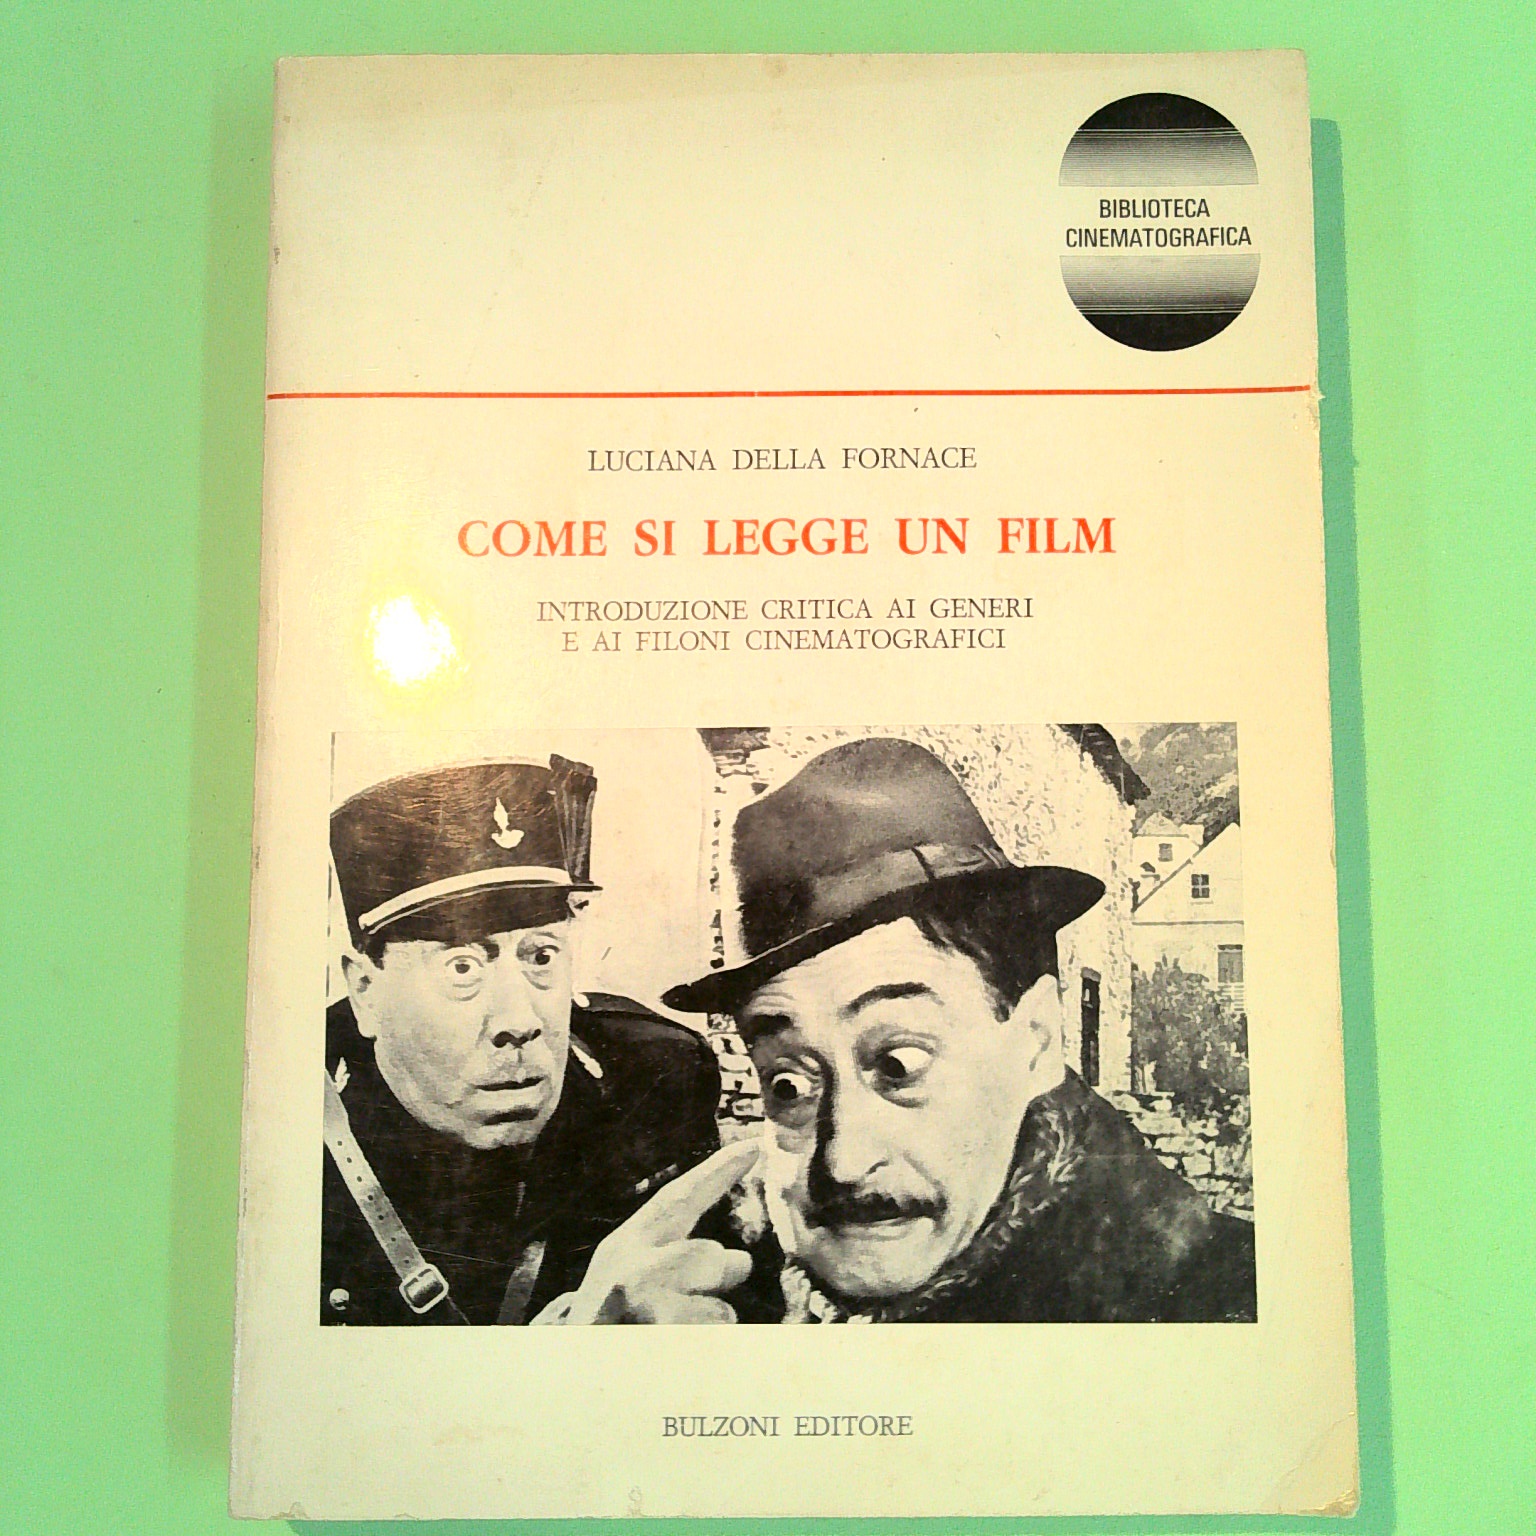 BIBLIOTECA
CINEMATOGRAFICA
LUCIANA DELLA FORNACE
COME SI LEGGE UN FILM
INTRODUZIONE CRITICA AI GENERI
E AI FILONI CINEMATOGRAFICI
BULZONI EDITORE